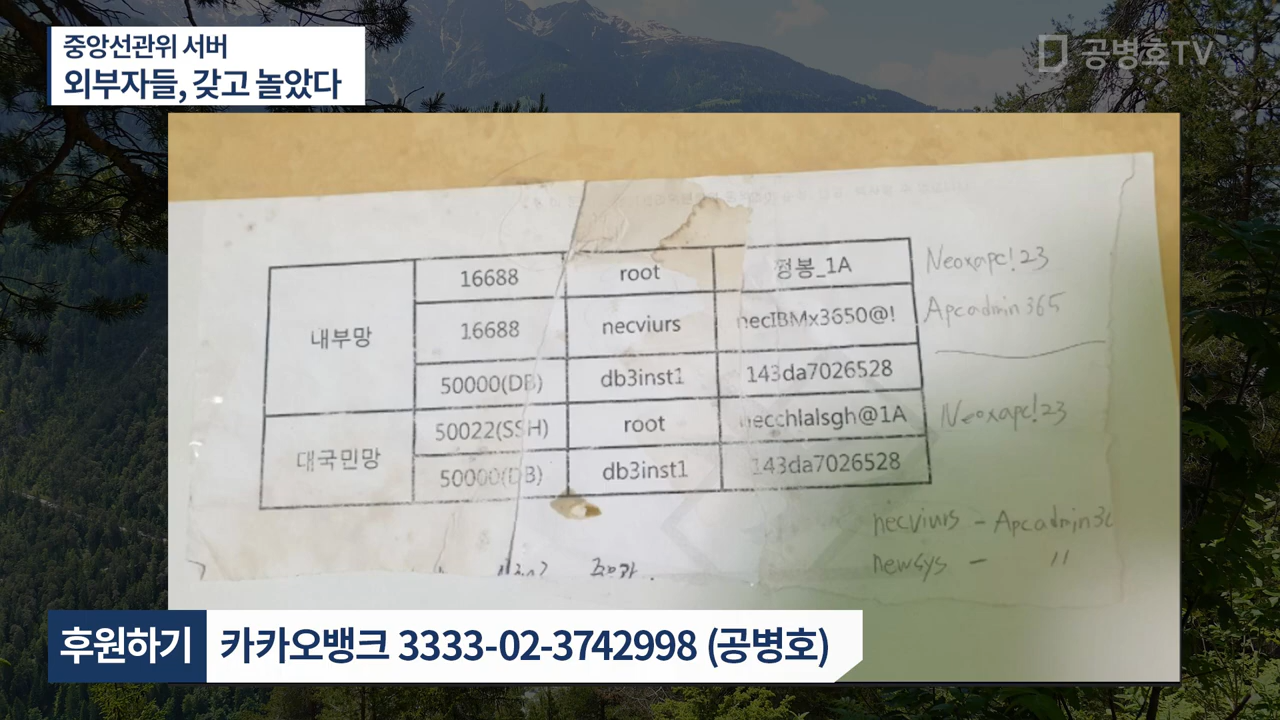 중앙선관위 서버
외부자들, 갖고 놀았다
공병호TV
내부망 16688 root 평봉_1A Neoxapc!23
16688 necviurs necIBMx3650@! Apcadmin365
50000(DB) db3inst1 143da7026528
대국민망 50022(SSH) root necchlalsgh@1A Neoxapc!23
50000(DB) db3inst1 143da7026528
necviurs - Apcadmin36
newsys - "
후원하기 카카오뱅크 3333-02-3742998 (공병호)